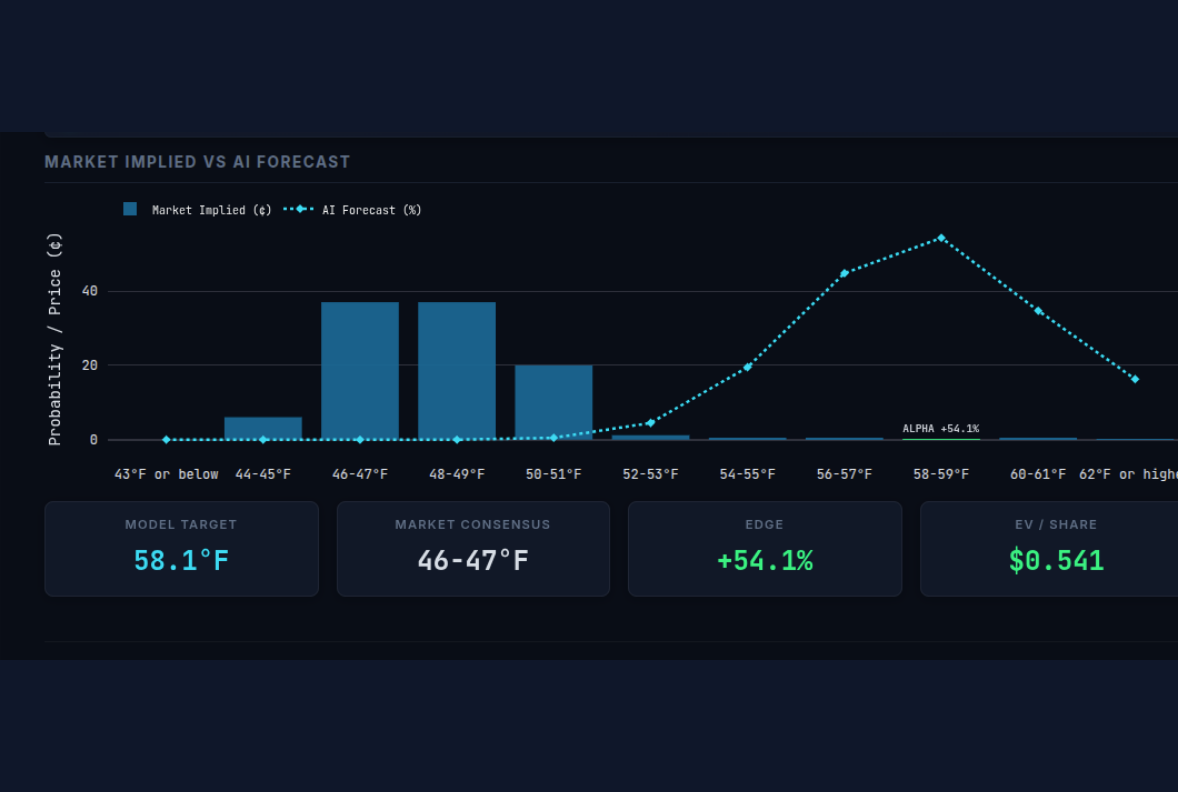 MARKET IMPLIED VS AI FORECAST
Market Implied (¢) AI Forecast (%)
Probability / Price (¢)
40
20
0
ALPHA +54.1%
43°F or below 44-45°F 46-47°F 48-49°F 50-51°F 52-53°F 54-55°F 56-57°F 58-59°F 60-61°F 62°F or highe
MODEL TARGET
58.1°F
MARKET CONSENSUS
46-47°F
EDGE
+54.1%
EV / SHARE
$0.541